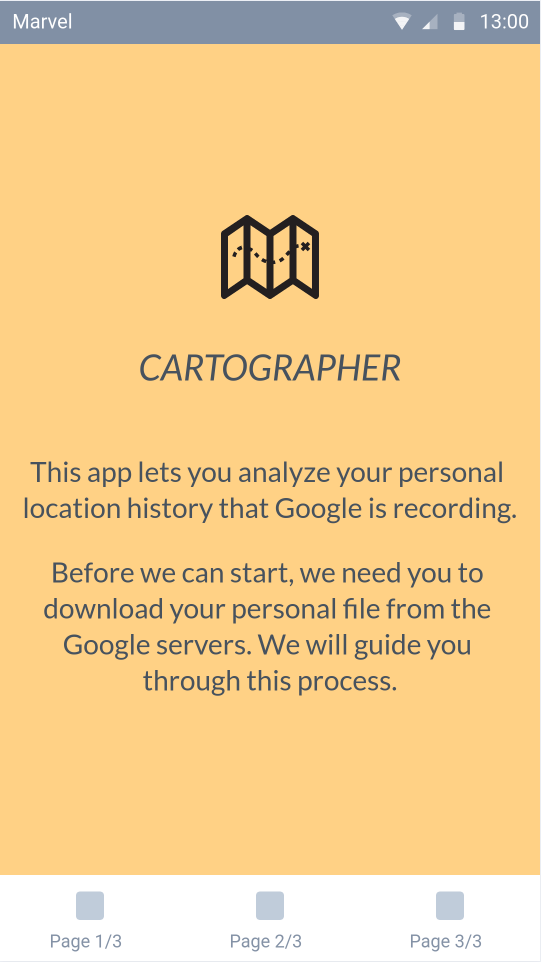 Marvel 13:00
CARTOGRAPHER
This app lets you analyze your personal
location history that Google is recording.
Before we can start, we need you to
download your personal file from the
Google servers. We will guide you
through this process.
Page 1/3 Page 2/3 Page 3/3